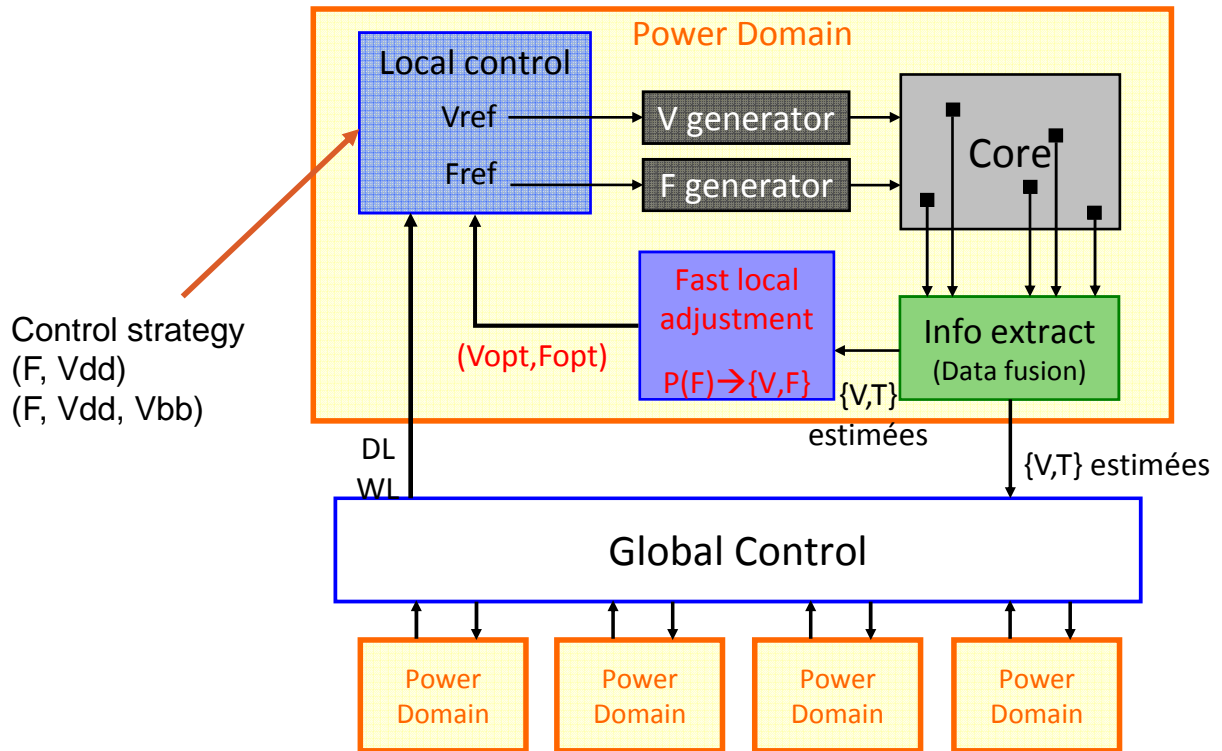 Power Domain
Local control
Vref
Fref
V generator
F generator
Core
Fast local
adjustment
P(F)→{V,F}
(Vopt,Fopt)
Info extract
(Data fusion)
{V,T}
estimées
{V,T} estimées
Control strategy
(F, Vdd)
(F, Vdd, Vbb)
DL
WL
Global Control
Power
Domain
Power
Domain
Power
Domain
Power
Domain